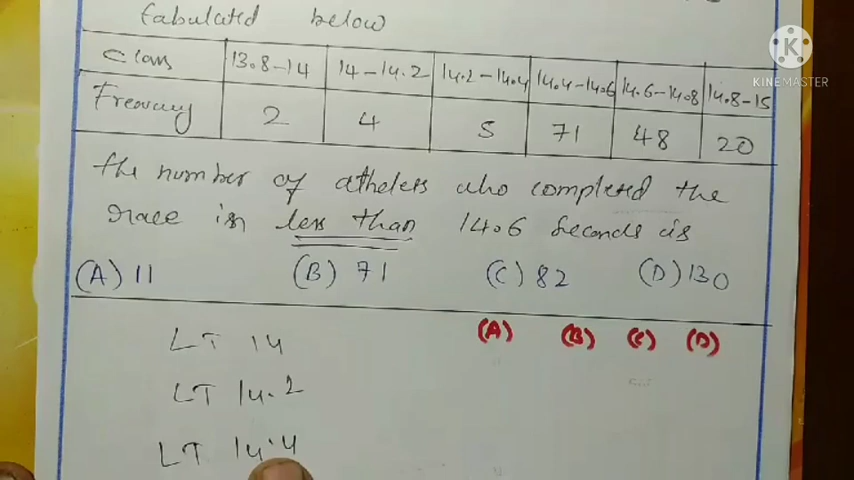 tabulated below
K
KINEMASTER
Class 13.8-14 14-14.2 14.2-14.4 14.4-14.6 14.6-14.8 14.8-15
Freuency 2 4 5 71 48 20
the number of atheletes who completed the
race in less than 14.6 seconds is
(A) 11 (B) 71 (C) 82 (D) 130
(A) (B) (C) (D)
LT 14
LT 14.2
LT 14.4